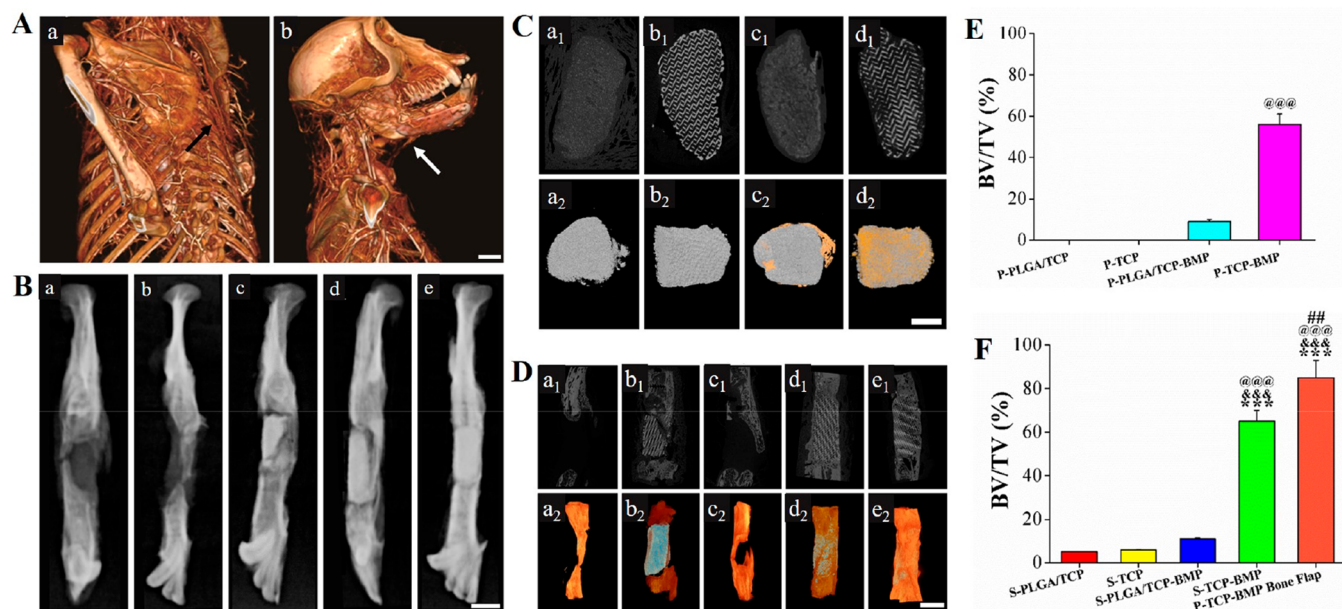 A
a
b
B
a
b
c
d
e
C
a1
b1
c1
d1
a2
b2
c2
d2
D
a1
b1
c1
d1
e1
a2
b2
c2
d2
e2
E
BV/TV (%)
100
80
60
40
20
0
@@@
P-PLGA/TCP
P-TCP
P-PLGA/TCP-BMP
P-TCP-BMP
F
BV/TV (%)
100
80
60
40
20
0
@@@
&&&
***
##
@@@
&&&
***
S-PLGA/TCP
S-TCP
S-PLGA/TCP-BMP
S-TCP-BMP
P-TCP-BMP Bone Flap